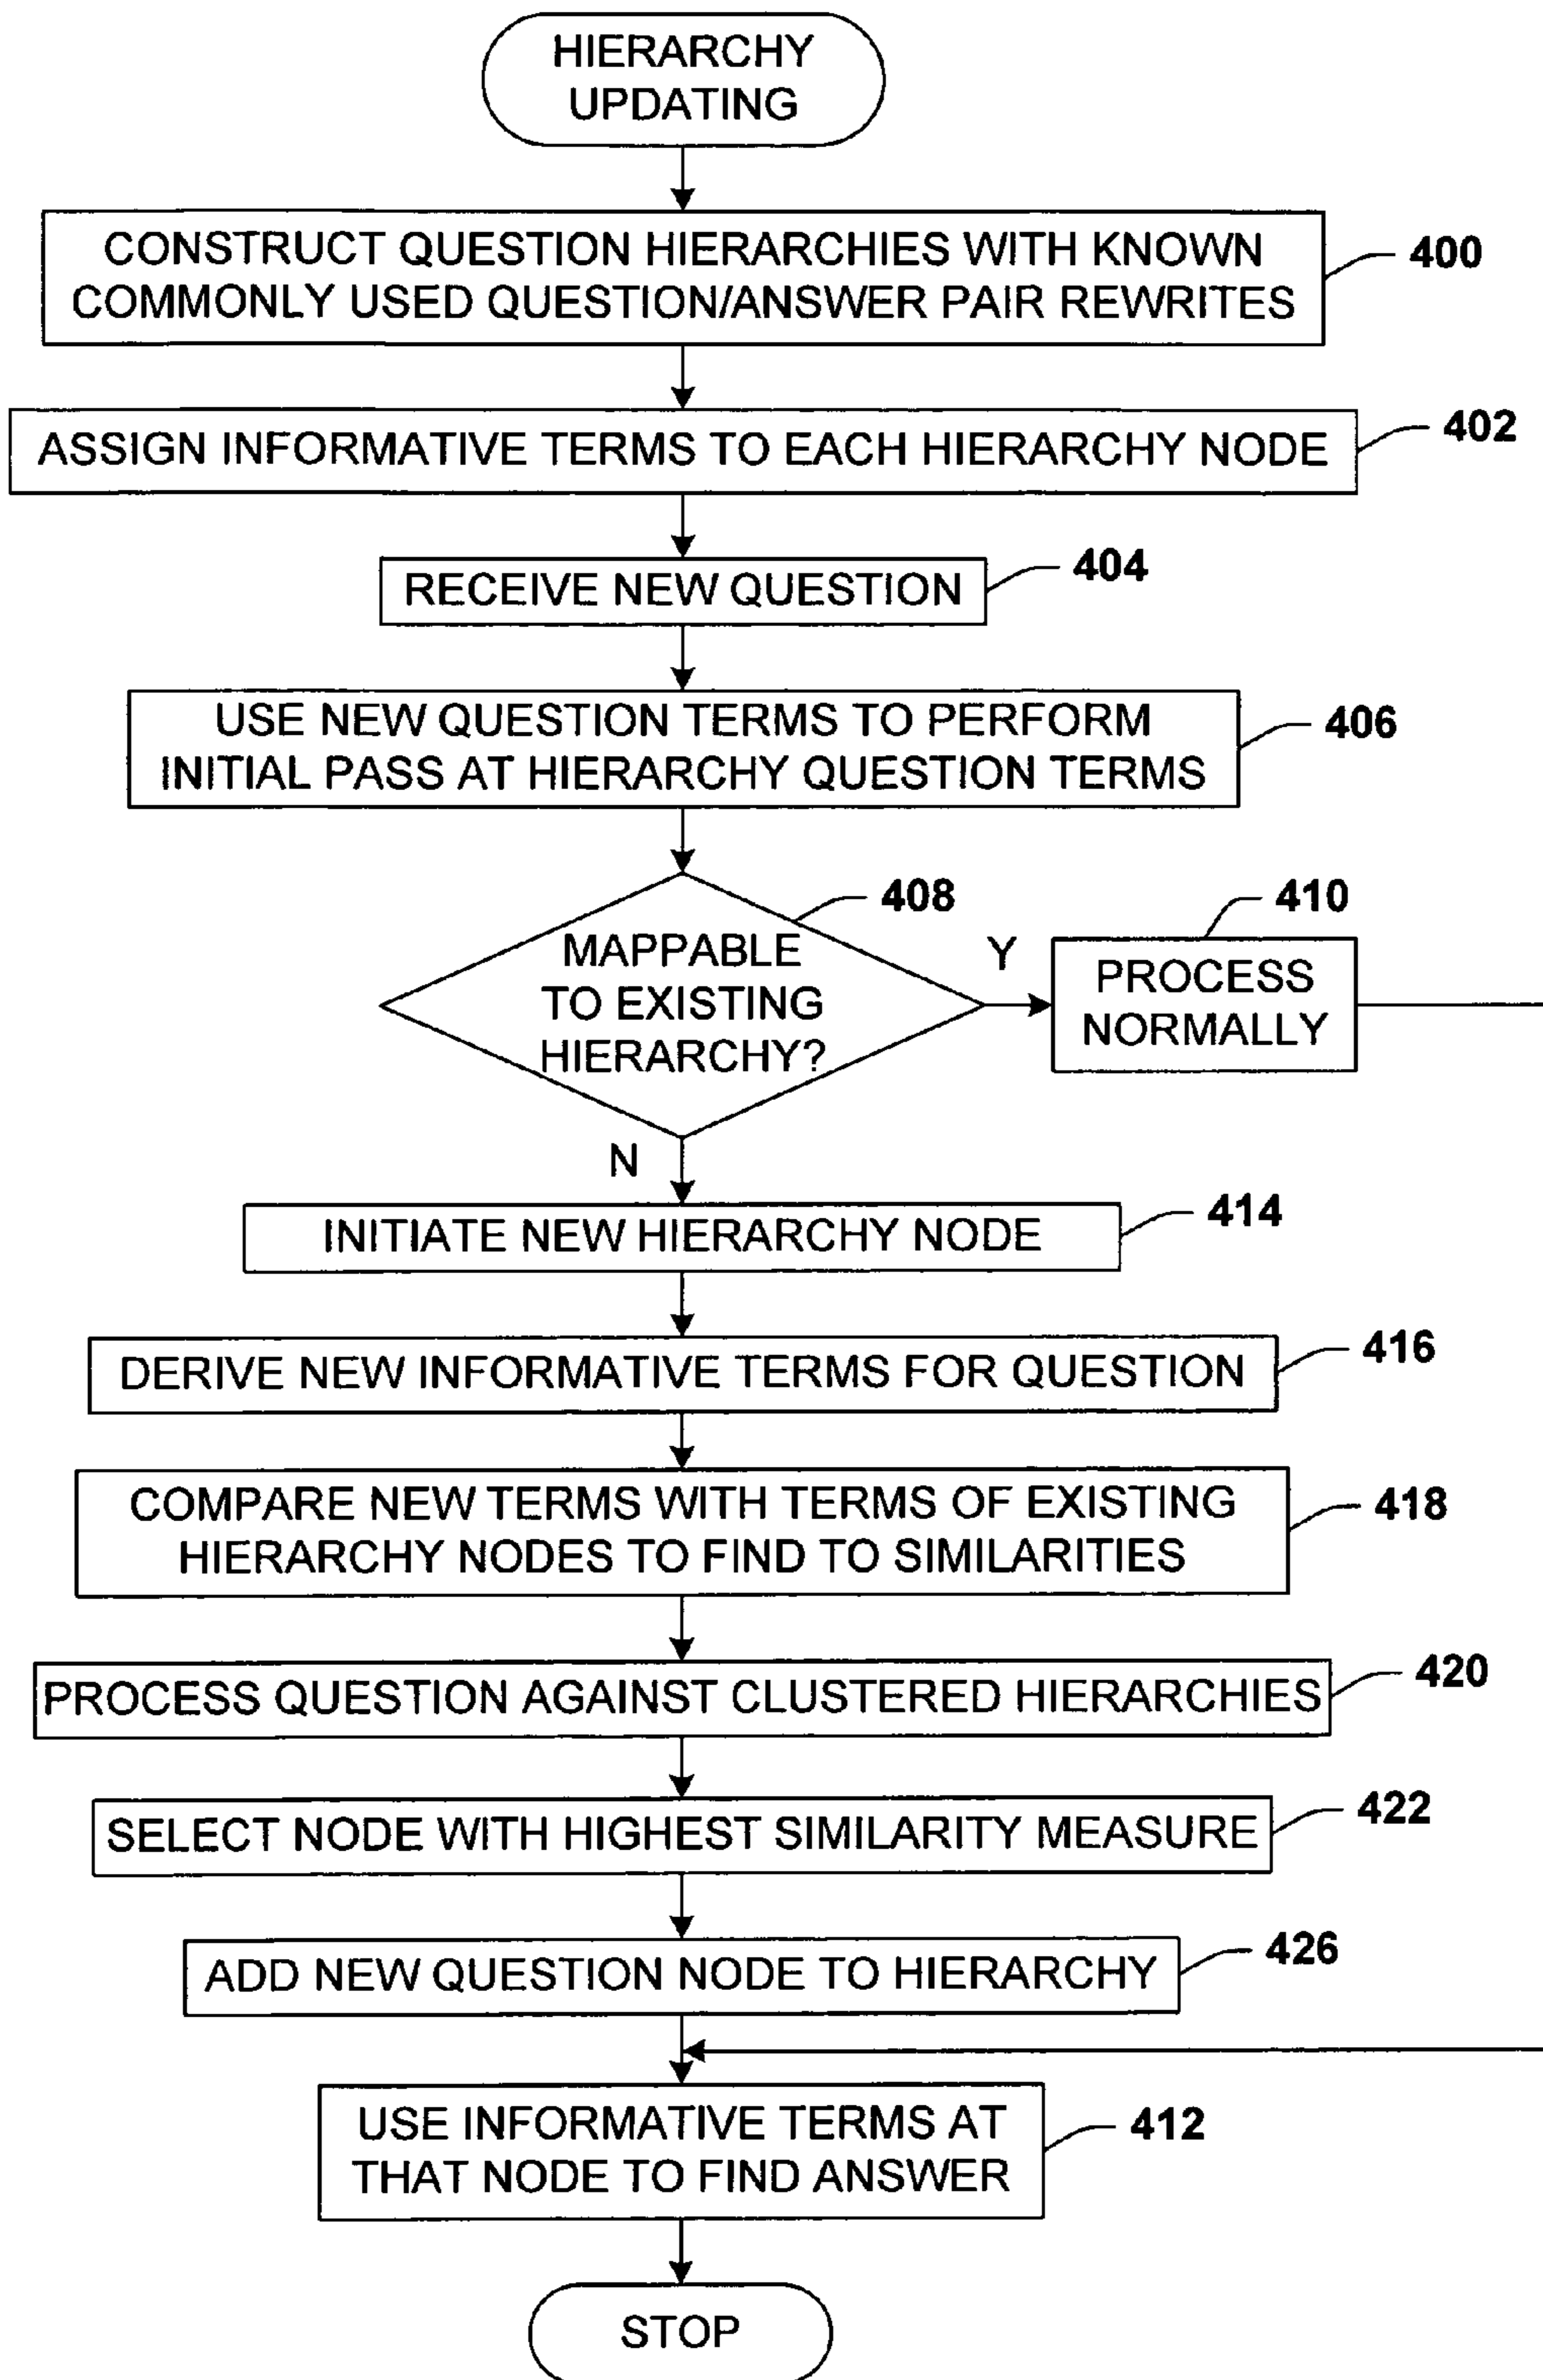 HIERARCHY
UPDATING
CONSTRUCT QUESTION HIERARCHIES WITH KNOWN
COMMONLY USED QUESTION/ANSWER PAIR REWRITES
400
ASSIGN INFORMATIVE TERMS TO EACH HIERARCHY NODE
402
RECEIVE NEW QUESTION
404
USE NEW QUESTION TERMS TO PERFORM
INITIAL PASS AT HIERARCHY QUESTION TERMS
406
MAPPABLE
TO EXISTING
HIERARCHY?
408
Y
PROCESS
NORMALLY
410
N
INITIATE NEW HIERARCHY NODE
414
DERIVE NEW INFORMATIVE TERMS FOR QUESTION
416
COMPARE NEW TERMS WITH TERMS OF EXISTING
HIERARCHY NODES TO FIND TO SIMILARITIES
418
PROCESS QUESTION AGAINST CLUSTERED HIERARCHIES
420
SELECT NODE WITH HIGHEST SIMILARITY MEASURE
422
ADD NEW QUESTION NODE TO HIERARCHY
426
USE INFORMATIVE TERMS AT
THAT NODE TO FIND ANSWER
412
STOP